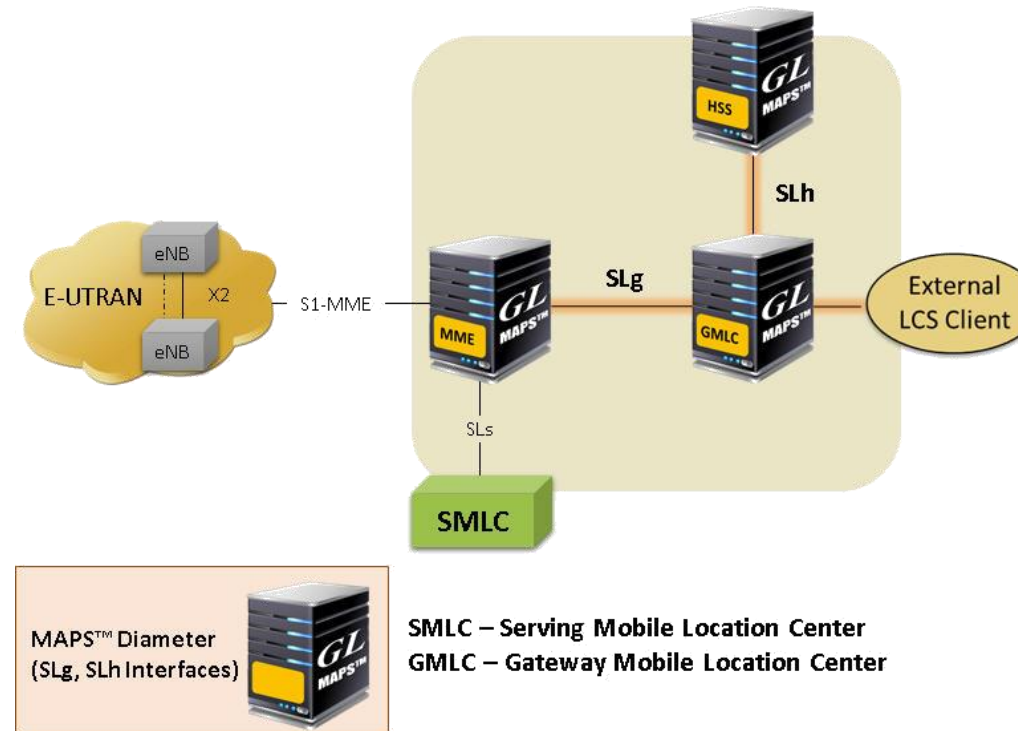 GL
MAPS™
HSS
SLh
eNB
E-UTRAN
X2
eNB
S1-MME
GL
MAPS™
MME
SLg
GL
MAPS™
GMLC
External
LCS Client
SLs
SMLC
MAPS™ Diameter
(SLg, SLh Interfaces)
GL
MAPS™
SMLC – Serving Mobile Location Center
GMLC – Gateway Mobile Location Center